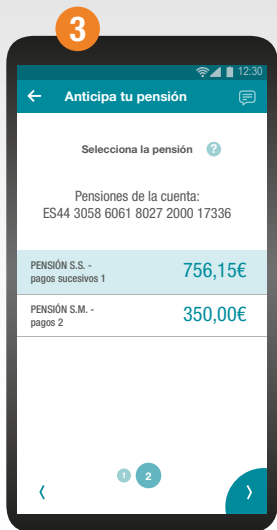 3
12:30
Anticipa tu pensión
Selecciona la pensión ?
Pensiones de la cuenta:
ES44 3058 6061 8027 2000 17336
PENSIÓN S.S. -
pagos sucesivos 1
756,15€
PENSIÓN S.M. -
pagos 2
350,00€
1 2